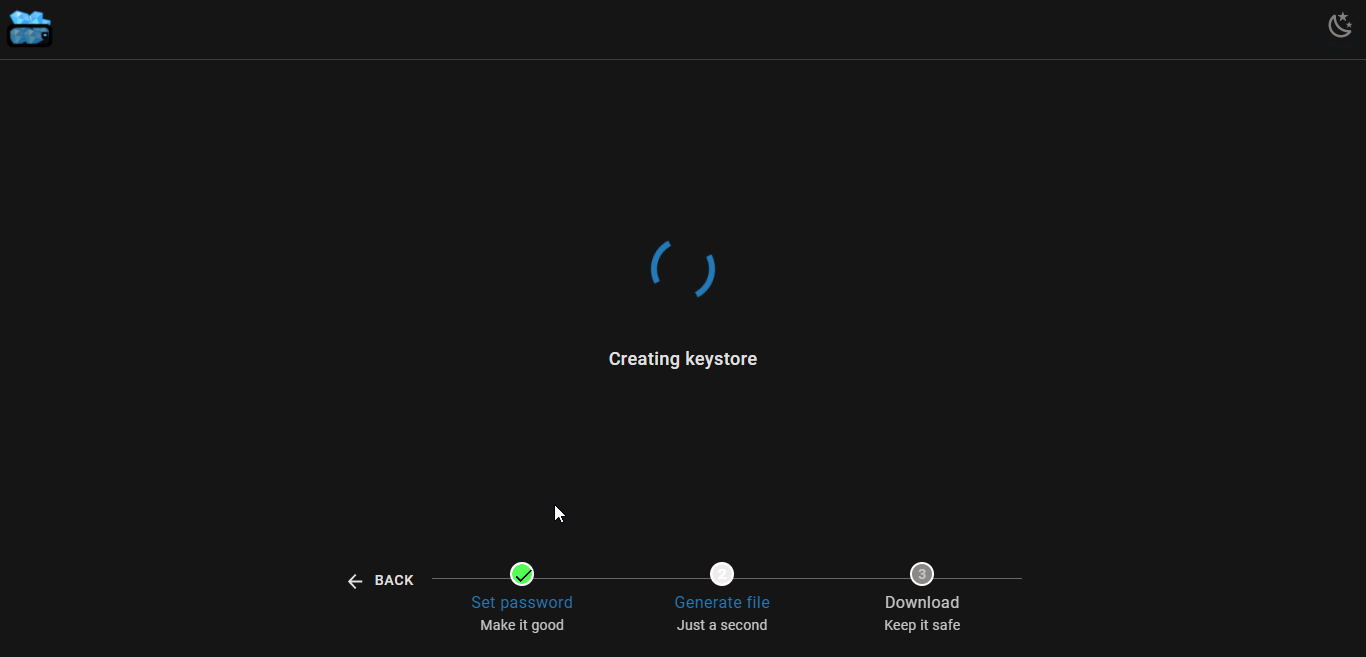 Creating keystore
BACK
2
3
Set password
Generate file
Download
Make it good
Just a second
Keep it safe